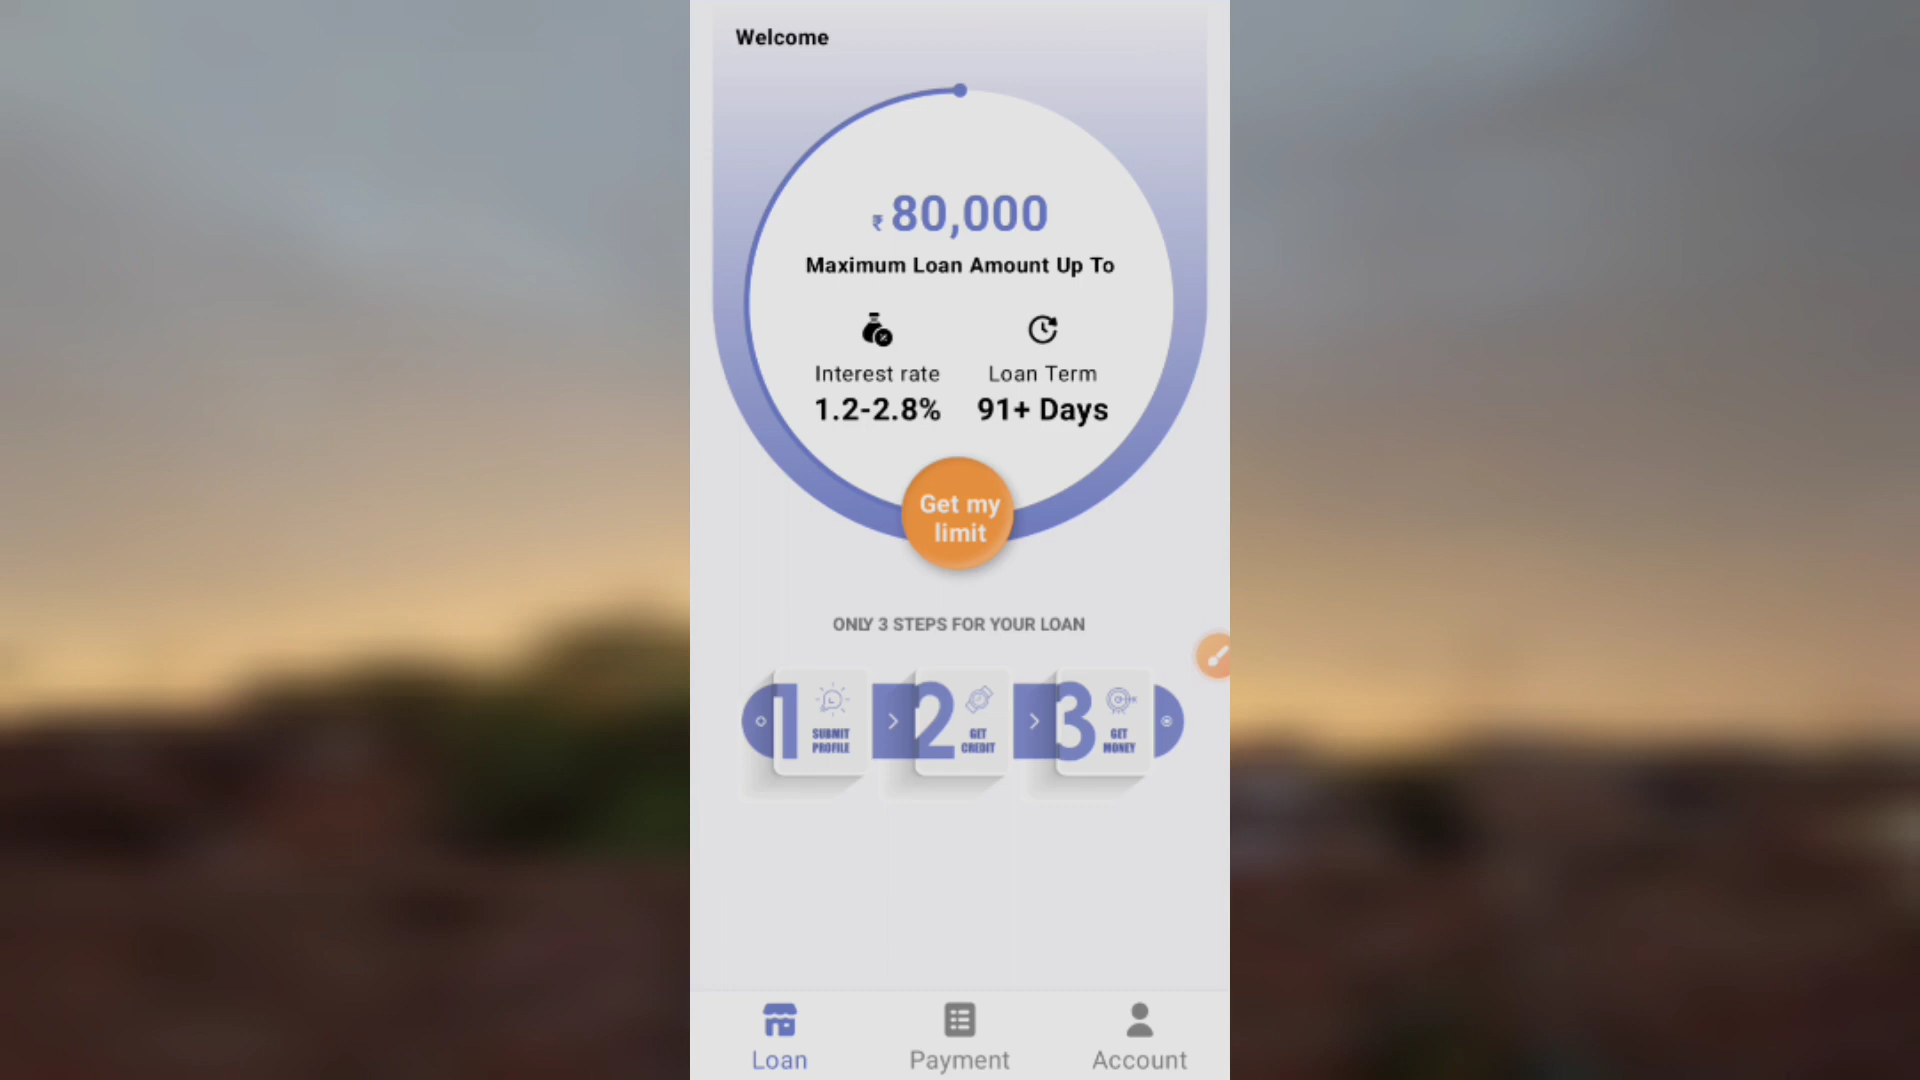 Welcome
₹ 80,000
Maximum Loan Amount Up To
Interest rate
Loan Term
1.2-2.8%
91+ Days
Get my
limit
ONLY 3 STEPS FOR YOUR LOAN
1 SUBMIT PROFILE
2 GET CREDIT
3 GET MONEY
Loan
Payment
Account